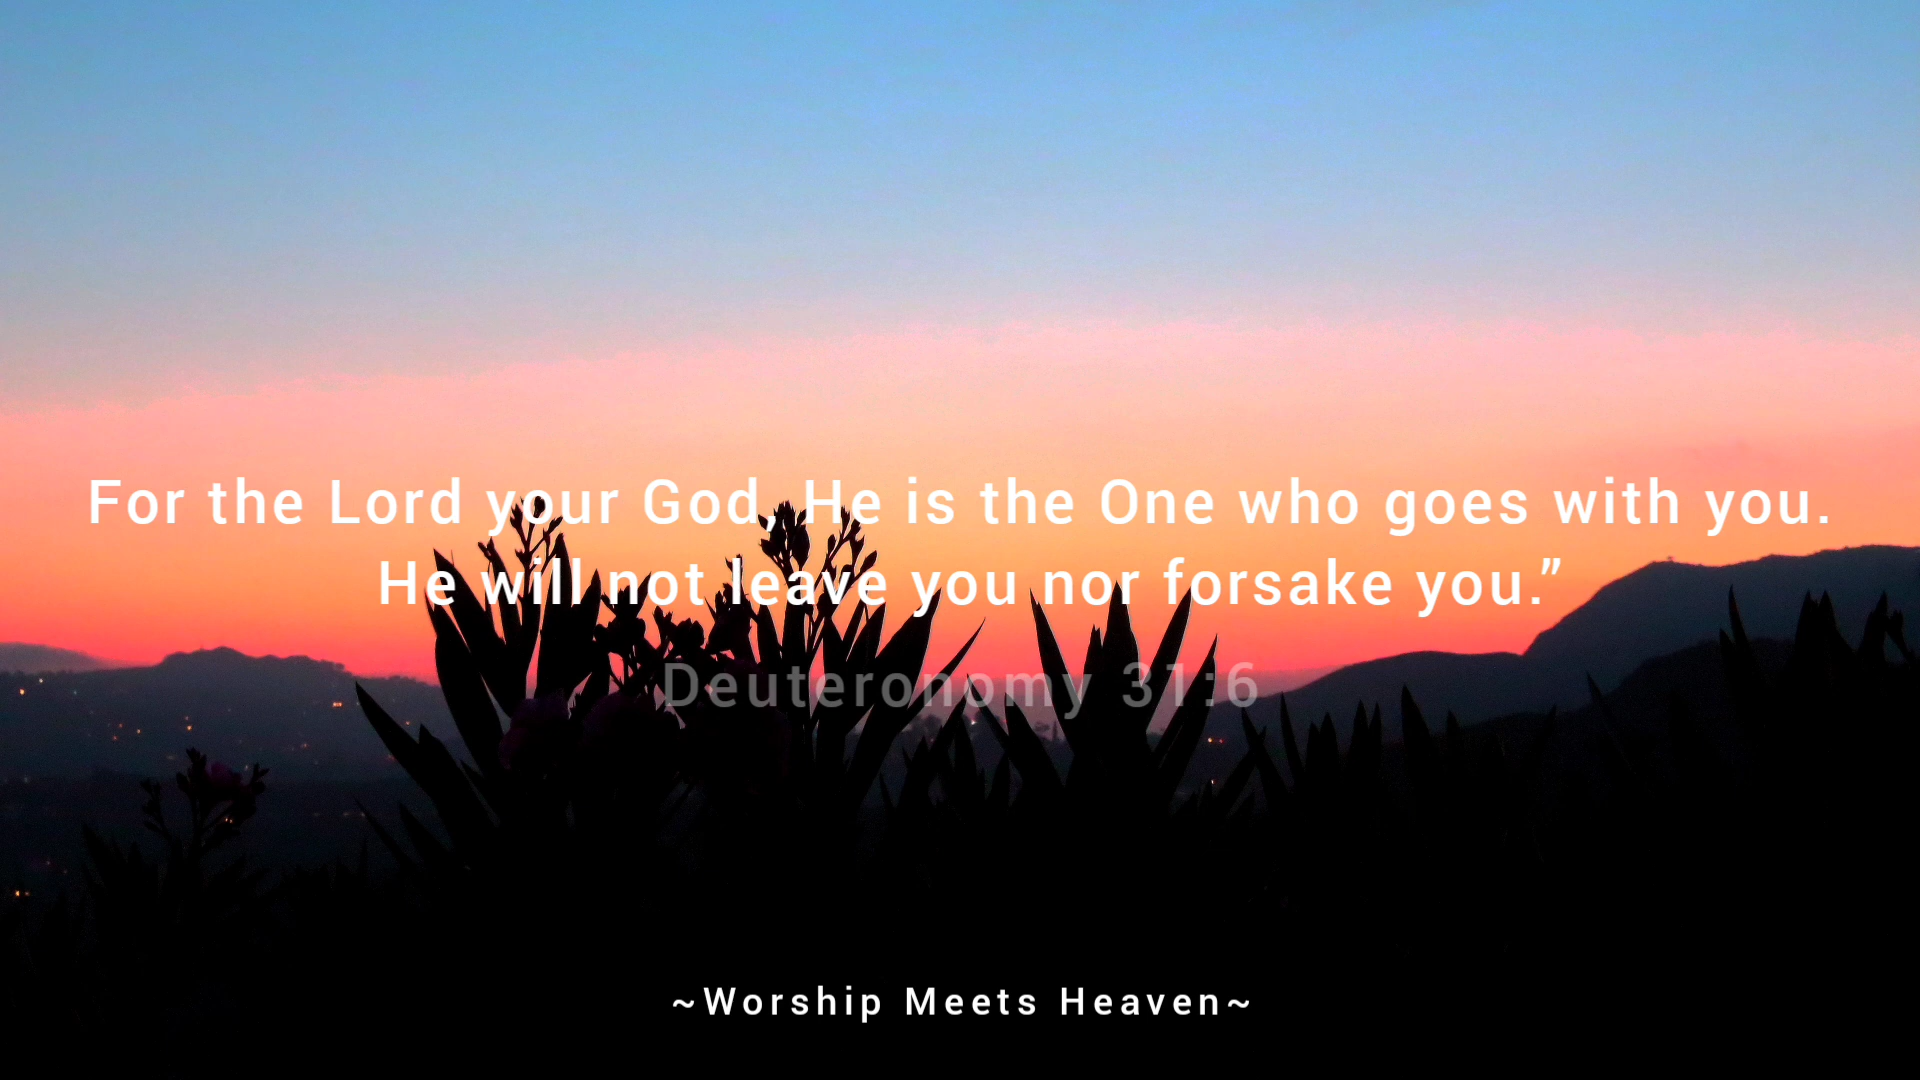 For the Lord your God, He is the One who goes with you.
He will not leave you nor forsake you.”
Deuteronomy 31:6
~Worship Meets Heaven~